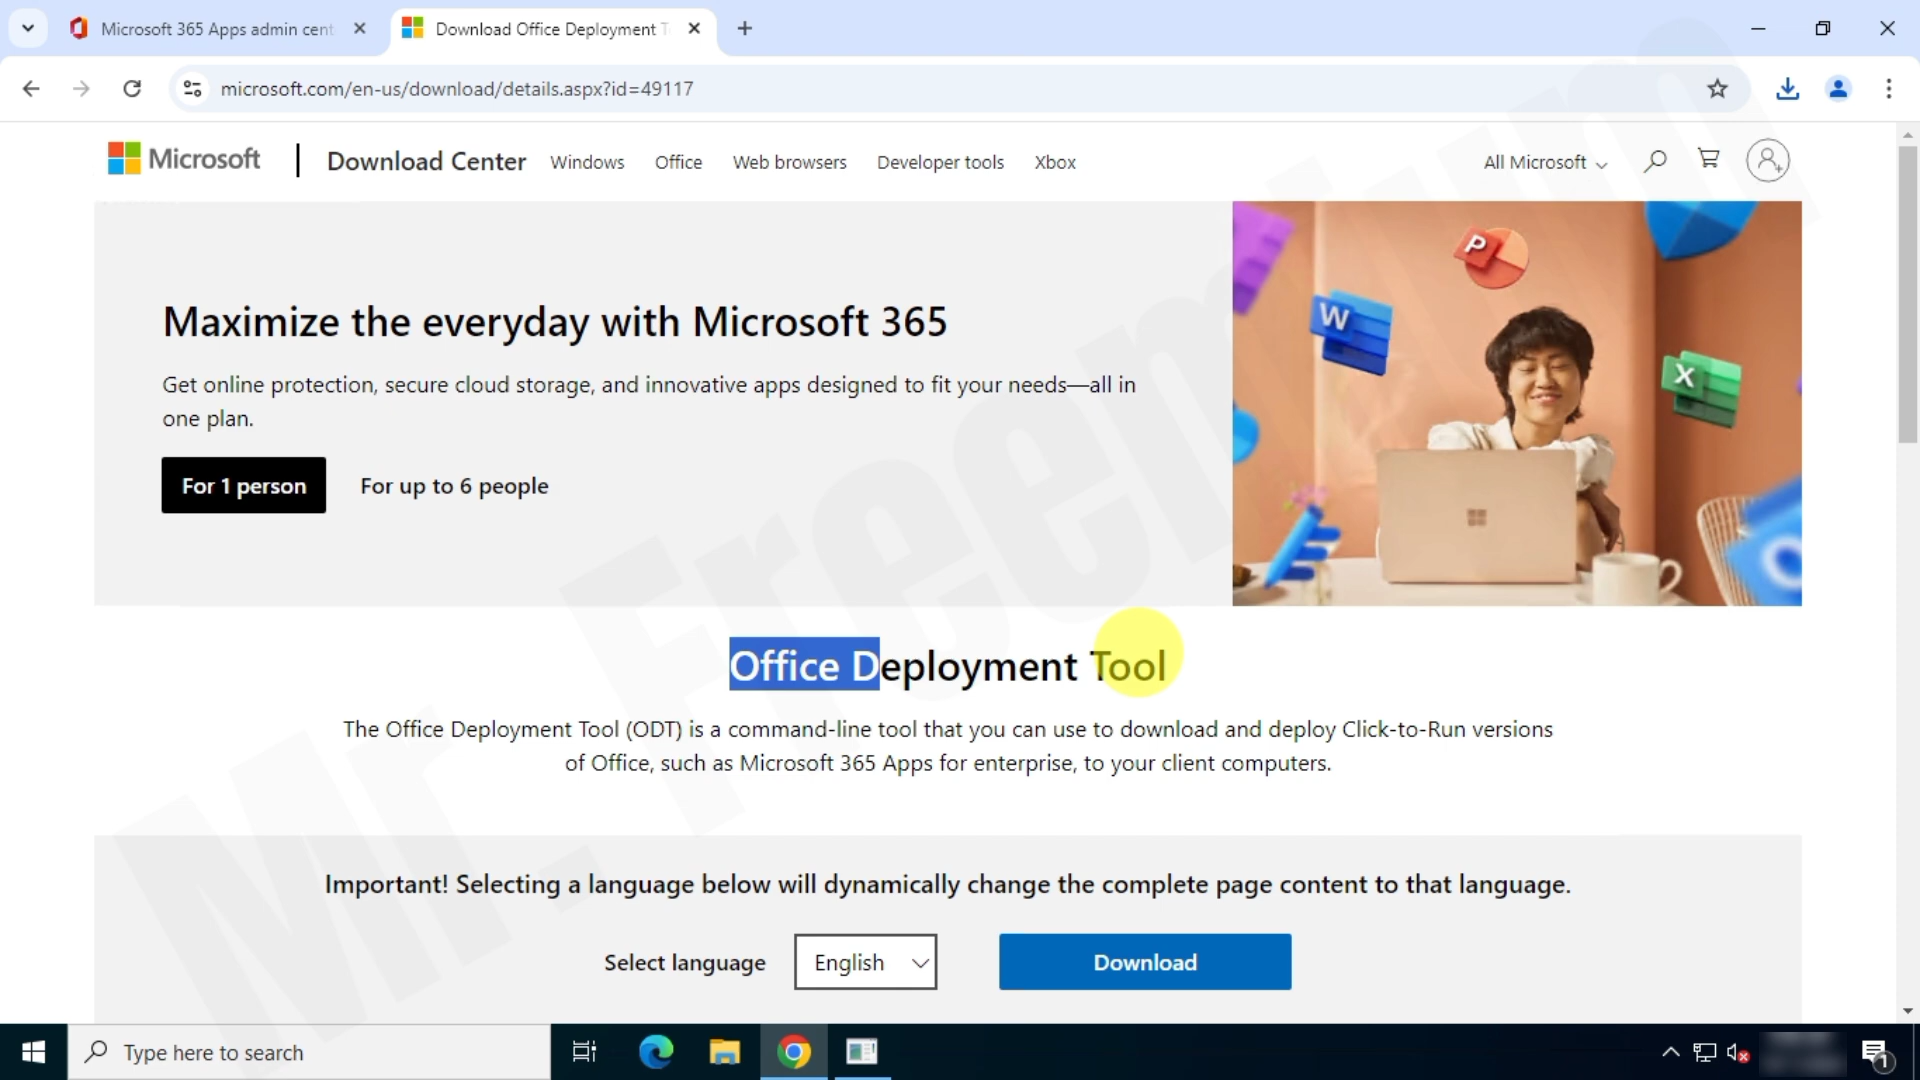 Microsoft 365 Apps admin cent
Download Office Deployment T
microsoft.com/en-us/download/details.aspx?id=49117
Microsoft
Download Center
Windows
Office
Web browsers
Developer tools
Xbox
All Microsoft
Maximize the everyday with Microsoft 365
Get online protection, secure cloud storage, and innovative apps designed to fit your needs—all in
one plan.
For 1 person
For up to 6 people
P
W
X
Office Deployment Tool
The Office Deployment Tool (ODT) is a command-line tool that you can use to download and deploy Click-to-Run versions
of Office, such as Microsoft 365 Apps for enterprise, to your client computers.
Important! Selecting a language below will dynamically change the complete page content to that language.
Select language
English
Download
Mr. Freemium
Type here to search
1